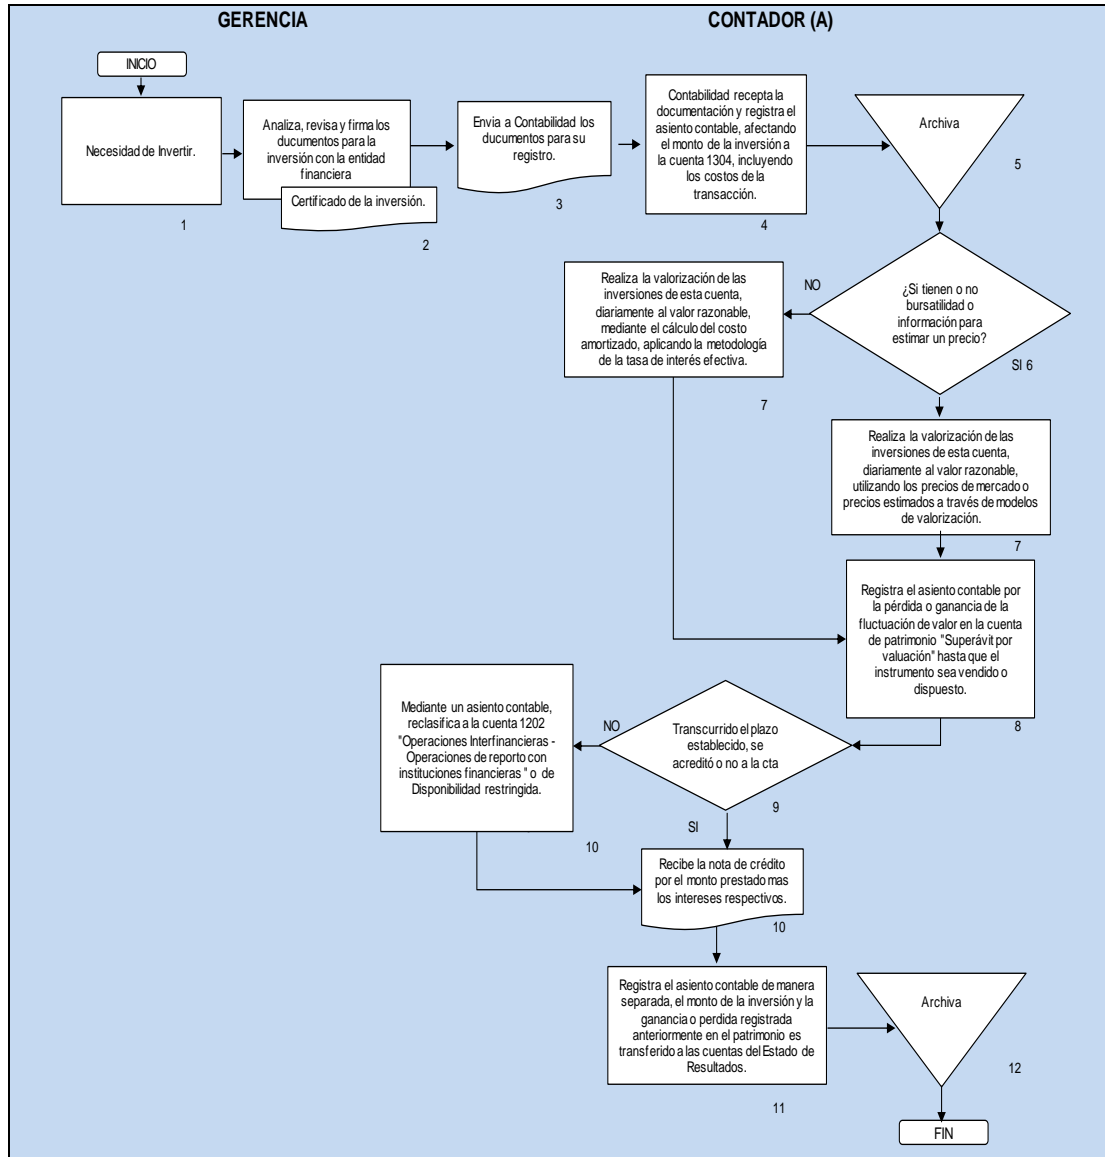 GERENCIA
CONTADOR (A)
INICIO
Necesidad de Invertir.
1
Analiza, revisa y firma los
ducumentos para la
inversión con la entidad
financiera
Certificado de la inversión.
2
Envia a Contabilidad los
ducumentos para su
registro.
3
Contabilidad recepta la
documentación y registra el
asiento contable, afectando
el monto de la inversión a
la cuenta 1304, incluyendo
los costos de la
transacción.
4
Archiva
5
¿Si tienen o no
bursatilidad o
información para
estimar un precio?
NO
SI 6
Realiza la valorización de las
inversiones de esta cuenta,
diariamente al valor razonable,
mediante el cálculo del costo
amortizado, aplicando la metodología
de la tasa de interés efectiva.
7
Realiza la valorización de las
inversiones de esta cuenta,
diariamente al valor razonable,
utilizando los precios de mercado o
precios estimados a través de modelos
de valorización.
7
Registra el asiento contable por
la pérdida o ganancia de la
fluctuación de valor en la cuenta
de patrimonio "Superávit por
valuación" hasta que el
instrumento sea vendido o
dispuesto.
8
Transcurrido el plazo
establecido, se
acreditó o no a la cta
9
NO
SI
Mediante un asiento contable,
reclasifica a la cuenta 1202
"Operaciones Interfinancieras -
Operaciones de reporto con
instituciones financieras " o de
Disponibilidad restringida.
10
Recibe la nota de crédito
por el monto prestado mas
los intereses respectivos.
10
Registra el asiento contable de manera
separada, el monto de la inversión y la
ganancia o perdida registrada
anteriormente en el patrimonio es
transferido a las cuentas del Estado de
Resultados.
11
Archiva
12
FIN